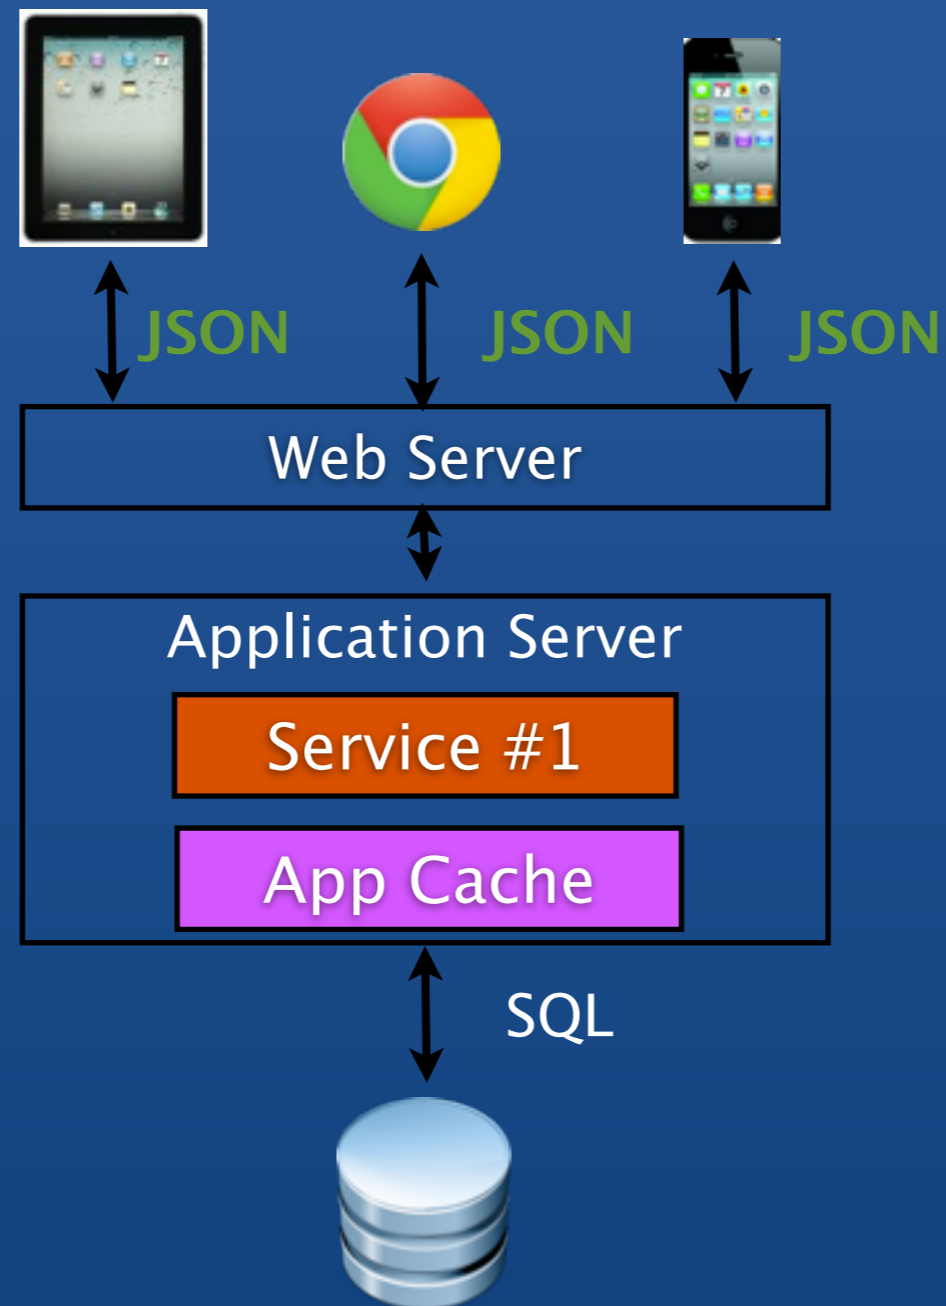 JSON
JSON
JSON
Web Server
Application Server
Service #1
App Cache
SQL